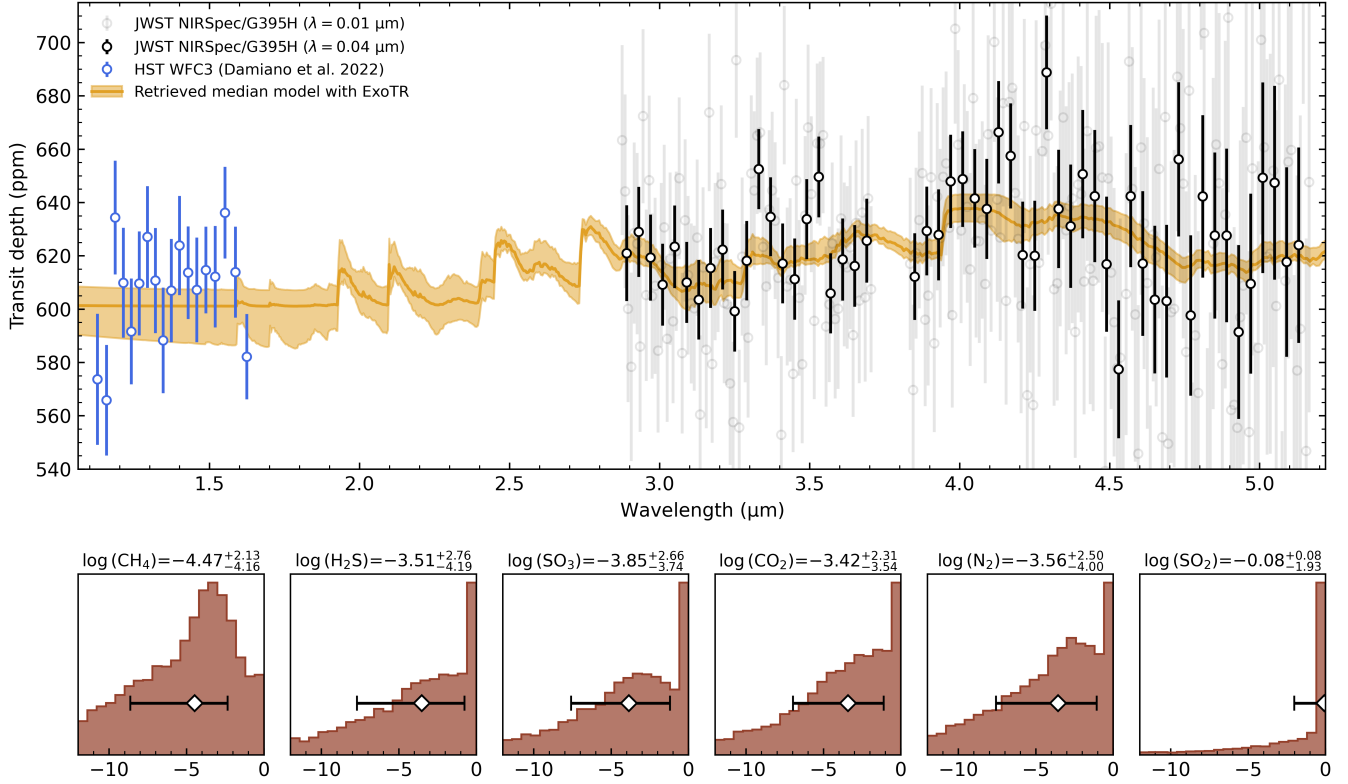 JWST NIRSpec/G395H (λ = 0.01 μm)
JWST NIRSpec/G395H (λ = 0.04 μm)
HST WFC3 (Damiano et al. 2022)
Retrieved median model with ExoTR
Transit depth (ppm)
700
680
660
640
620
600
580
560
540
1.5 2.0 2.5 3.0 3.5 4.0 4.5 5.0
Wavelength (μm)
log (CH₄)=−4.47 +2.13 −4.16
log (H₂S)=−3.51 +2.76 −4.19
log (SO₃)=−3.85 +2.66 −3.74
log (CO₂)=−3.42 +2.31 −3.54
log (N₂)=−3.56 +2.50 −4.00
log (SO₂)=−0.08 +0.08 −1.93
−10 −5 0
−10 −5 0
−10 −5 0
−10 −5 0
−10 −5 0
−10 −5 0